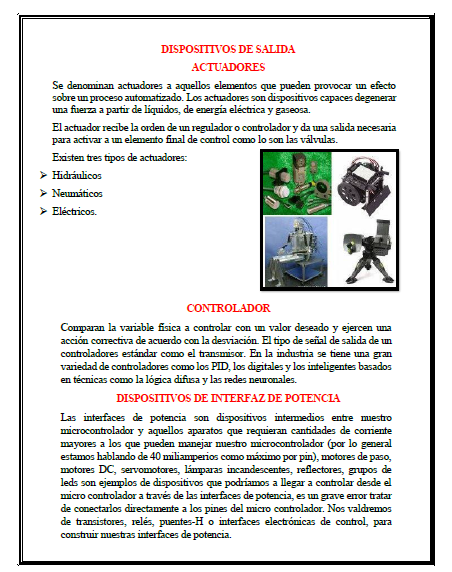 DISPOSITIVOS DE SALIDA
ACTUADORES
Se denominan actuadores a aquellos elementos que pueden provocar un efecto
sobre un proceso automatizado. Los actuadores son dispositivos capaces degenerar
una fuerza a partir de líquidos, de energía eléctrica y gaseosa.
El actuador recibe la orden de un regulador o controlador y da una salida necesaria
para activar a un elemento final de control como lo son las válvulas.
Existen tres tipos de actuadores:
➢ Hidráulicos
➢ Neumáticos
➢ Eléctricos.
CONTROLADOR
Comparan la variable física a controlar con un valor deseado y ejercen una
acción correctiva de acuerdo con la desviación. El tipo de señal de salida de un
controladores estándar como el transmisor. En la industria se tiene una gran
variedad de controladores como los PID, los digitales y los inteligentes basados
en técnicas como la lógica difusa y las redes neuronales.
DISPOSITIVOS DE INTERFAZ DE POTENCIA
Las interfaces de potencia son dispositivos intermedios entre nuestro
microcontrolador y aquellos aparatos que requieran cantidades de corriente
mayores a los que pueden manejar nuestro microcontrolador (por lo general
estamos hablando de 40 miliamperios como máximo por pin), motores de paso,
motores DC, servomotores, lámparas incandescentes, reflectores, grupos de
leds son ejemplos de dispositivos que podríamos a llegar a controlar desde el
micro controlador a través de las interfaces de potencia, es un grave error tratar
de conectarlos directamente a los pines del micro controlador. Nos valdremos
de transistores, relés, puentes-H o interfaces electrónicas de control, para
construir nuestras interfaces de potencia.